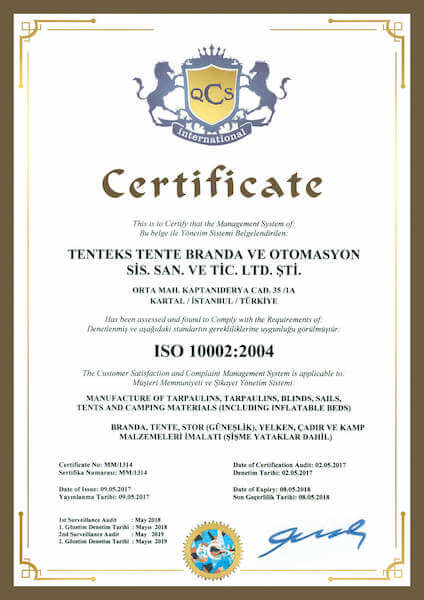 QCS
international
Certificate
This is to Certify that the Management System of:
Bu belge ile Yönetim Sistemi Belgelendirilen:
TENTEKS TENTE BRANDA VE OTOMASYON
SİS. SAN. VE TİC. LTD. ŞTİ.
ORTA MAH. KAPTANIDERYA CAD. 35 /1A
KARTAL / İSTANBUL / TÜRKİYE
Has been assessed and found to Comply with the Requirements of:
Denetlenmiş ve aşağıdaki standartın gerekliliklerine uygunluğu görülmüştür:
ISO 10002:2004
The Customer Satisfaction and Complaint Management System is applicable to:
Müşteri Memnuniyeti ve Şikayet Yönetim Sistemi:
MANUFACTURE OF TARPAULINS, TARPAULINS, BLINDS, SAILS,
TENTS AND CAMPING MATERIALS (INCLUDING INFLATABLE BEDS)
BRANDA, TENTE, STOR (GÜNEŞLİK), YELKEN, ÇADIR VE KAMP
MALZEMELERİ İMALATI (ŞİŞME YATAKLAR DAHİL)
Certificate No: MM/1314
Sertifika Numarası: MM/1314
Date of Certification Audit: 02.05.2017
Denetim Tarihi: 02.05.2017
Date of Issue: 09.05.2017
Yayınlanma Tarihi: 09.05.2017
Date of Expiry: 08.05.2018
Son Geçerlilik Tarihi: 08.05.2018
1st Surveillance Audit : May 2018
1. Gözetim Denetim Tarihi : Mayıs 2018
2nd Surveillance Audit : May 2019
2. Gözetim Denetim Tarihi : Mayıs 2019